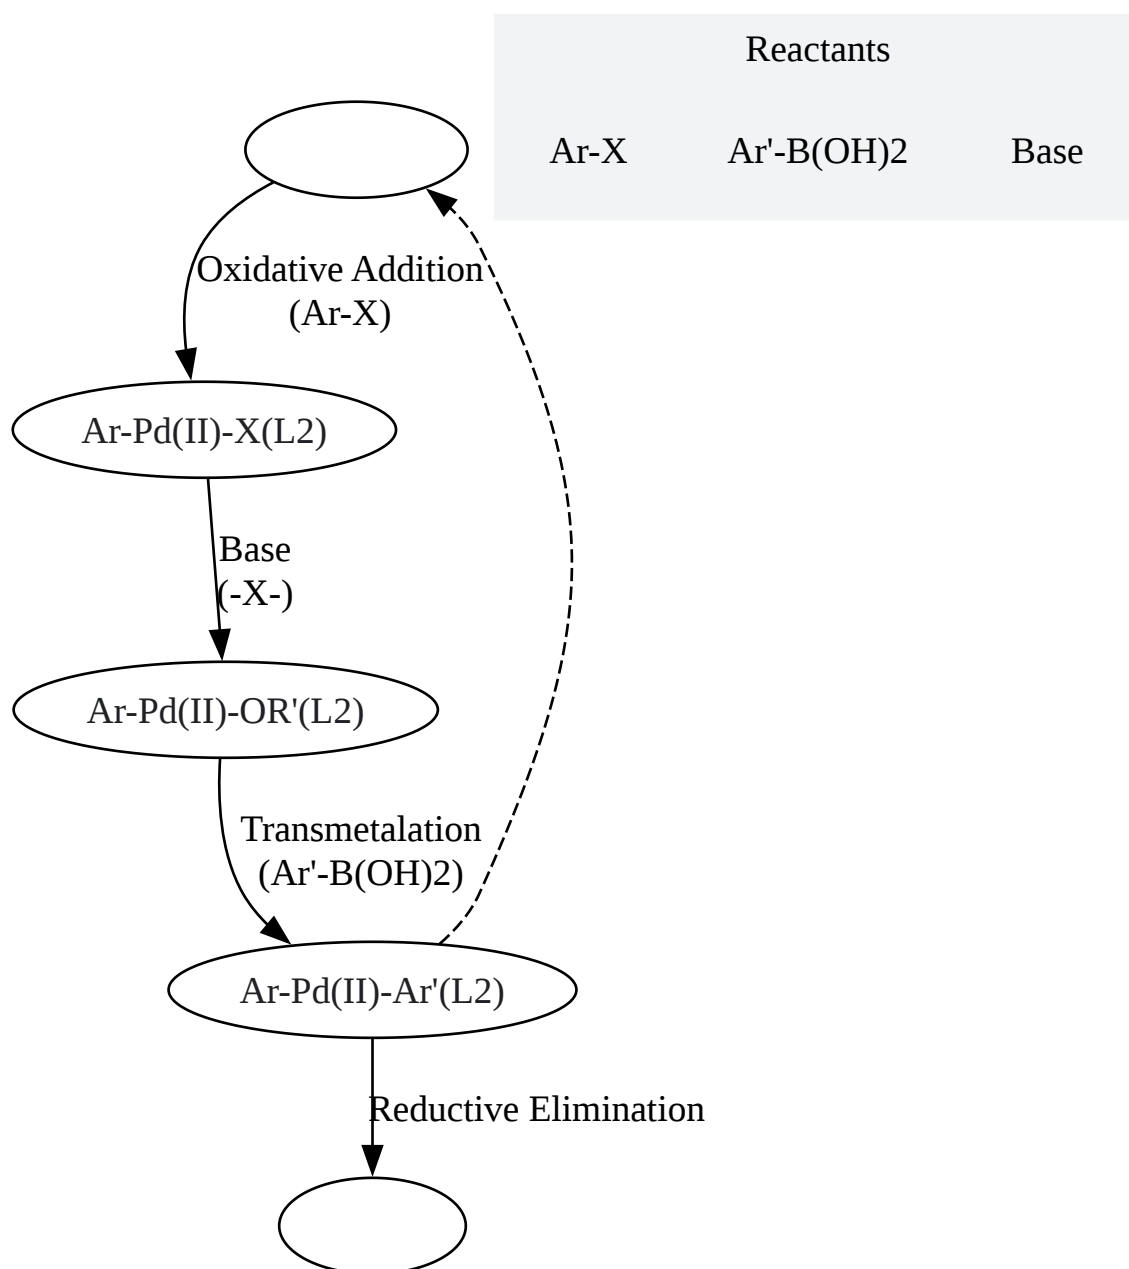 Reactants
Ar-X
Ar'-B(OH)2
Base
Oxidative Addition
(Ar-X)
Ar-Pd(II)-X(L2)
Base
(-X-)
Ar-Pd(II)-OR'(L2)
Transmetalation
(Ar'-B(OH)2)
Ar-Pd(II)-Ar'(L2)
Reductive Elimination